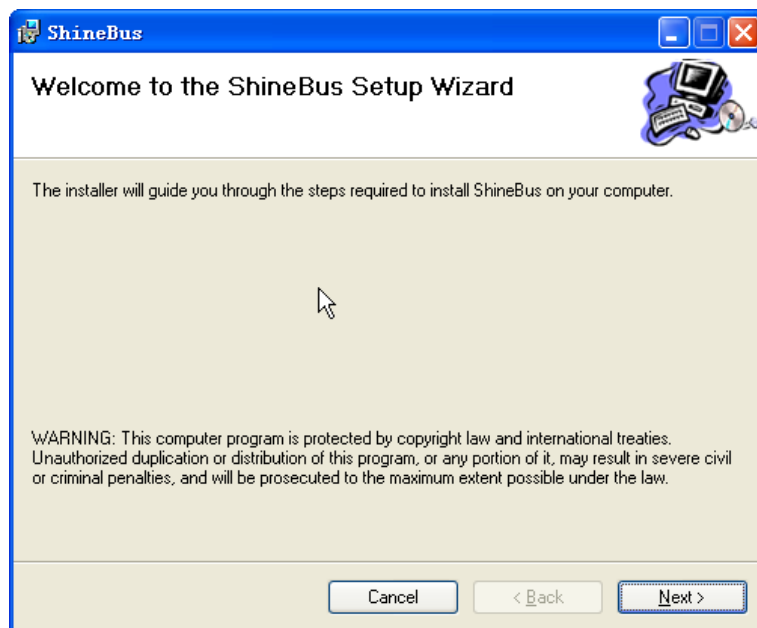 ShineBus
Welcome to the ShineBus Setup Wizard
The installer will guide you through the steps required to install ShineBus on your computer.
WARNING: This computer program is protected by copyright law and international treaties.
Unauthorized duplication or distribution of this program, or any portion of it, may result in severe civil
or criminal penalties, and will be prosecuted to the maximum extent possible under the law.
Cancel
< Back
Next >